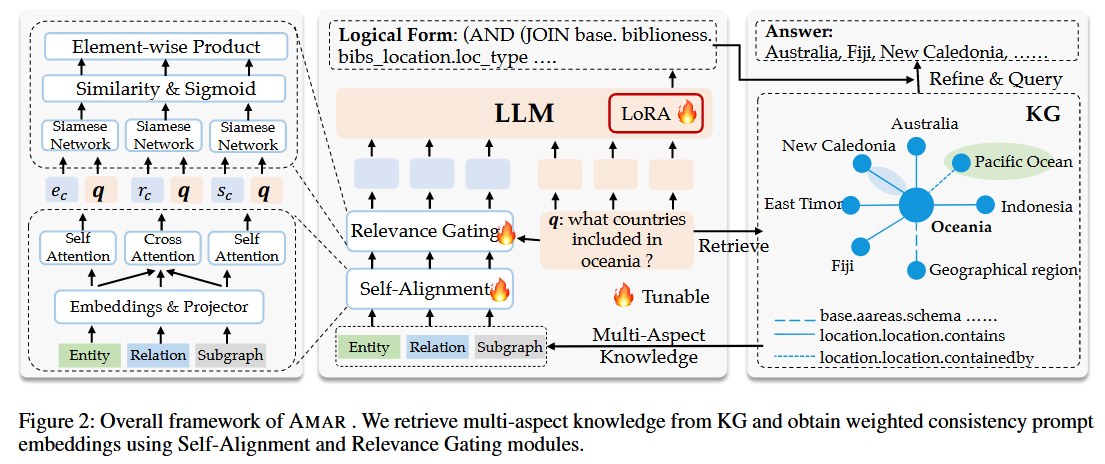 Element-wise Product
Similarity & Sigmoid
Siamese Network
Siamese Network
Siamese Network
e_c
q
r_c
q
s_c
q
Self Attention
Cross Attention
Self Attention
Embeddings & Projector
Entity
Relation
Subgraph
Logical Form: (AND (JOIN base. biblioness.
bibs_location.loc_type ....
LLM
LoRA
Relevance Gating
Self-Alignment
q: what countries
included in
oceania ?
Tunable
Entity
Relation
Subgraph
Retrieve
Multi-Aspect
Knowledge
Answer:
Australia, Fiji, New Caledonia, ......
Refine & Query
KG
Australia
New Caledonia
Pacific Ocean
East Timor
Indonesia
Oceania
Fiji
Geographical region
base.aareas.schema ......
location.location.contains
location.location.containedby
Figure 2: Overall framework of AMAR . We retrieve multi-aspect knowledge from KG and obtain weighted consistency prompt
embeddings using Self-Alignment and Relevance Gating modules.